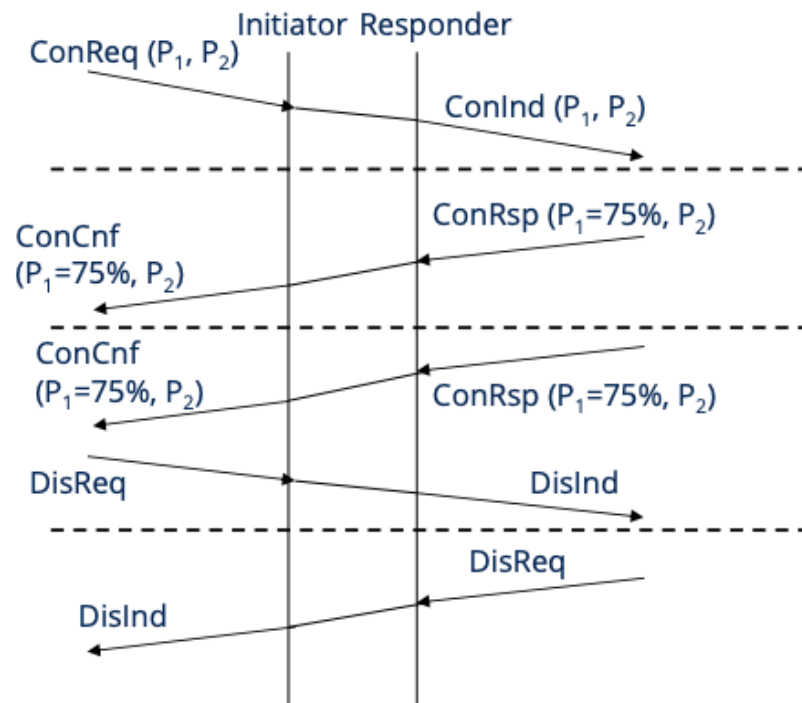 Initiator Responder
ConReq (P₁, P₂)
ConInd (P₁, P₂)
ConRsp (P₁=75%, P₂)
ConCnf
(P₁=75%, P₂)
ConCnf
(P₁=75%, P₂)
ConRsp (P₁=75%, P₂)
DisReq
DisInd
DisReq
DisInd